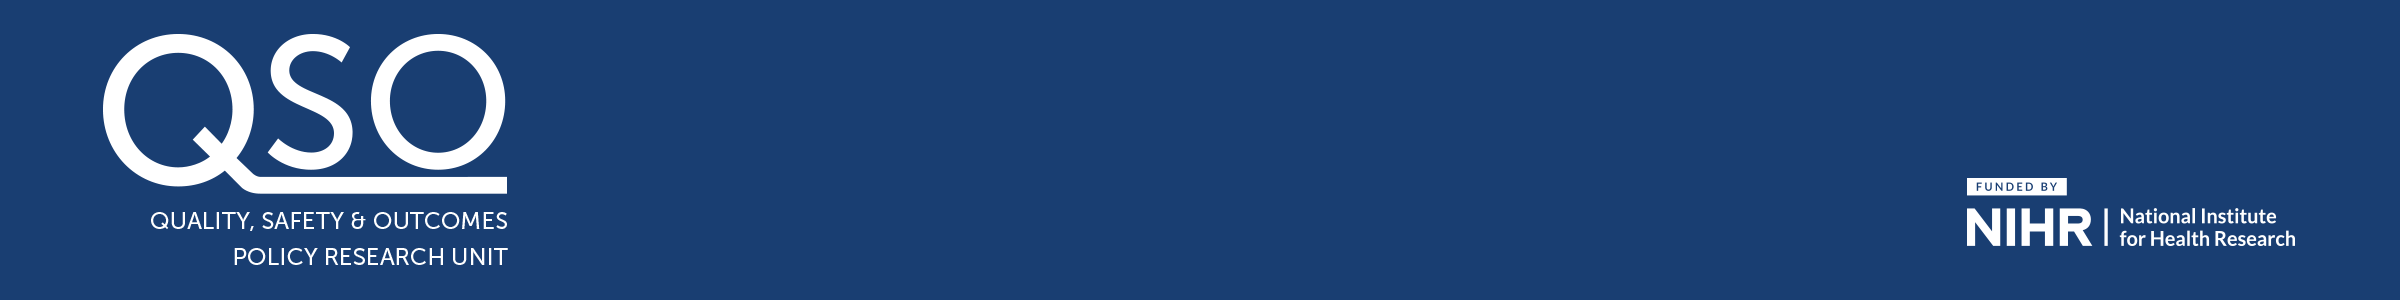 QSO
QUALITY, SAFETY & OUTCOMES
POLICY RESEARCH UNIT
FUNDED BY
NIHR | National Institute
for Health Research